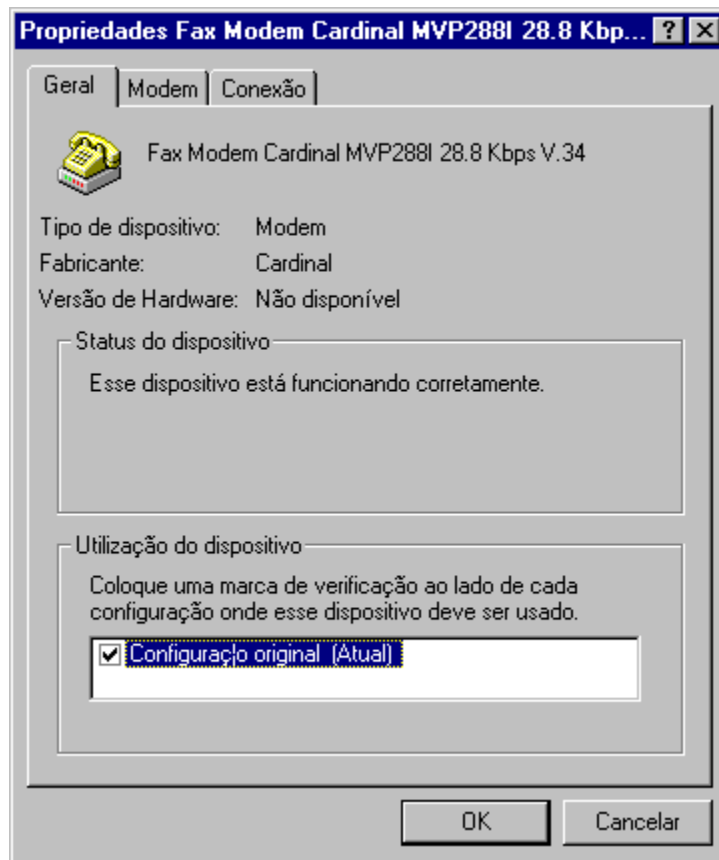 Propriedades Fax Modem Cardinal MVP288I 28.8 Kbp... ? X
Geral Modem Conexão
Fax Modem Cardinal MVP288I 28.8 Kbps V.34
Tipo de dispositivo: Modem
Fabricante: Cardinal
Versão de Hardware: Não disponível
Status do dispositivo
Esse dispositivo está funcionando corretamente.
Utilização do dispositivo
Coloque uma marca de verificação ao lado de cada
configuração onde esse dispositivo deve ser usado.
Configuraç¦o original (Atual)
OK Cancelar